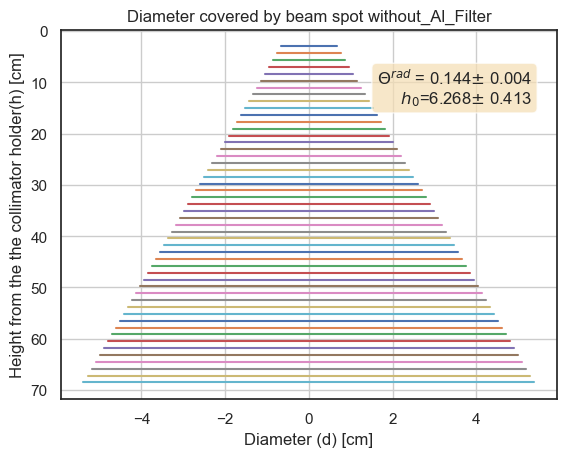 Diameter covered by beam spot without_Al_Filter
Height from the the collimator holder(h) [cm]
0
10
20
30
40
50
60
70
Θ^rad = 0.144± 0.004
h₀=6.268± 0.413
−4 −2 0 2 4
Diameter (d) [cm]